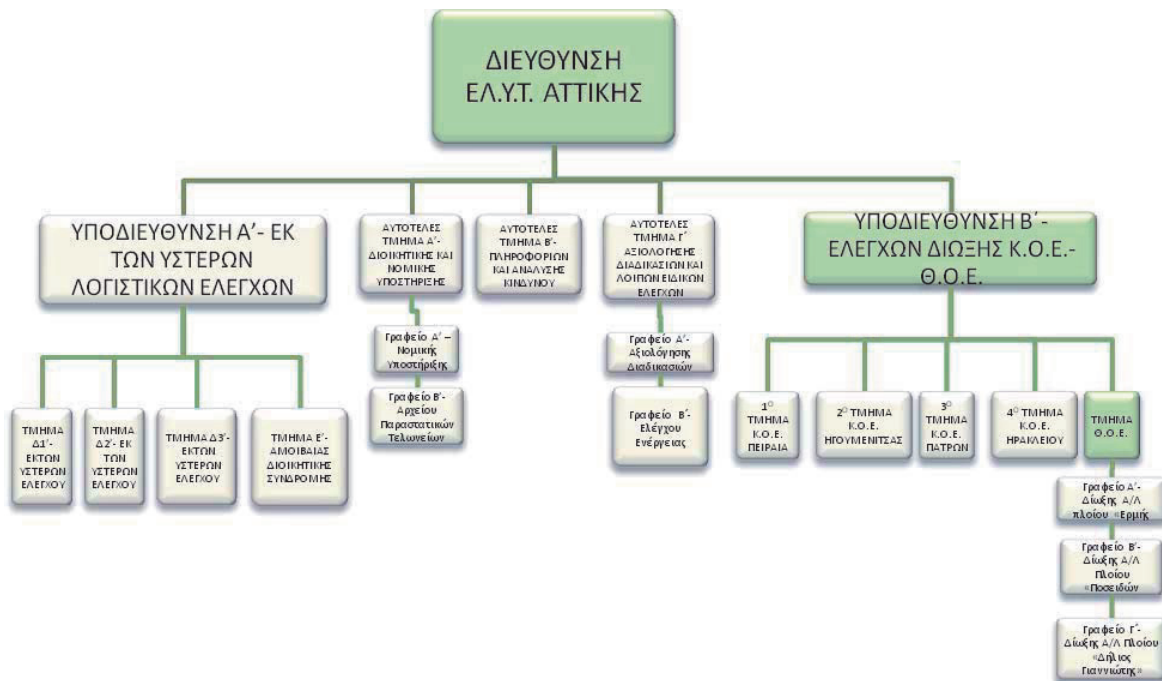 ΔΙΕΥΘΥΝΣΗ
ΕΛ.Υ.Τ. ΑΤΤΙΚΗΣ
ΥΠΟΔΙΕΥΘΥΝΣΗ Α΄- ΕΚ
ΤΩΝ ΥΣΤΕΡΩΝ
ΛΟΓΙΣΤΙΚΩΝ ΕΛΕΓΧΩΝ
ΑΥΤΟΤΕΛΕΣ
ΤΜΗΜΑ Α΄-
ΔΙΟΙΚΗΤΙΚΗΣ ΚΑΙ
ΝΟΜΙΚΗΣ
ΥΠΟΣΤΗΡΙΞΗΣ
ΑΥΤΟΤΕΛΕΣ
ΤΜΗΜΑ Β΄-
ΠΛΗΡΟΦΟΡΙΩΝ
ΚΑΙ ΑΝΑΛΥΣΗΣ
ΚΙΝΔΥΝΟΥ
ΑΥΤΟΤΕΛΕΣ
ΤΜΗΜΑ Γ΄
ΑΞΙΟΛΟΓΗΣΗΣ
ΔΙΑΔΙΚΑΣΙΩΝ ΚΑΙ
ΛΟΙΠΩΝ ΕΙΔΙΚΩΝ
ΕΛΕΓΧΩΝ
ΥΠΟΔΙΕΥΘΥΝΣΗ Β΄-
ΕΛΕΓΧΩΝ ΔΙΩΞΗΣ Κ.Ο.Ε.-
Θ.Ο.Ε.
Γραφείο Α΄ –
Νομικής
Υποστήριξης
Γραφείο Β΄-
Αρχείου
Παραστατικών
Τελωνείων
Γραφείο Α΄-
Αξιολόγησης
Διαδικασιών
Γραφείο Β΄-
Ελέγχου
Ενέργειας
ΤΜΗΜΑ
Δ1΄-
ΕΚΤΩΝ
ΥΣΤΕΡΩΝ
ΕΛΕΓΧΟΥ
ΤΜΗΜΑ
Δ2΄- ΕΚ
ΤΩΝ
ΥΣΤΕΡΩΝ
ΕΛΕΓΧΟΥ
ΤΜΗΜΑ Δ3΄-
ΕΚΤΩΝ
ΥΣΤΕΡΩΝ
ΕΛΕΓΧΟΥ
ΤΜΗΜΑ Ε΄-
ΑΜΟΙΒΑΙΑΣ
ΔΙΟΙΚΗΤΙΚΗΣ
ΣΥΝΔΡΟΜΗΣ
1Ο ΤΜΗΜΑ
Κ.Ο.Ε.
ΠΕΙΡΑΙΑ
2Ο ΤΜΗΜΑ
Κ.Ο.Ε.
ΗΓΟΥΜΕΝΙΤΣΑΣ
3Ο
ΤΜΗΜΑ
Κ.Ο.Ε.
ΠΑΤΡΩΝ
4Ο ΤΜΗΜΑ
Κ.Ο.Ε.
ΗΡΑΚΛΕΙΟΥ
ΤΜΗΜΑ
Θ.Ο.Ε.
Γραφείο Α΄-
Δίωξης Α/Λ
πλοίου «Ερμής
Γραφείο Β΄-
Δίωξης Α/Λ
Πλοίου
«Ποσειδών
Γραφείο Γ΄-
Δίωξης Α/Λ Πλοίου
«Δήλιος
Γιαννιώτης»